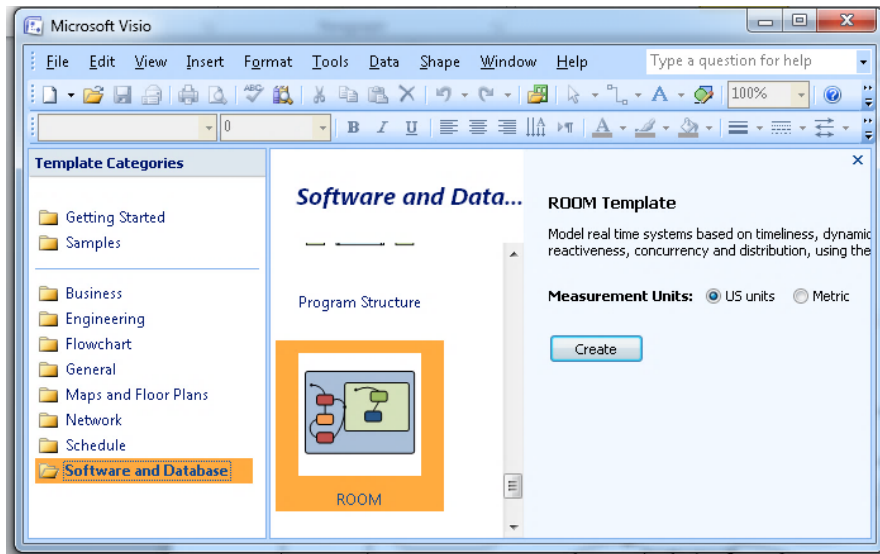 Microsoft Visio
File Edit View Insert Format Tools Data Shape Window Help Type a question for help
ABC 100%
0 B I U A
Template Categories
Getting Started
Samples
Business
Engineering
Flowchart
General
Maps and Floor Plans
Network
Schedule
Software and Database
Software and Data...
Program Structure
ROOM
ROOM Template
Model real time systems based on timeliness, dynamic
reactiveness, concurrency and distribution, using the
Measurement Units: US units Metric
Create